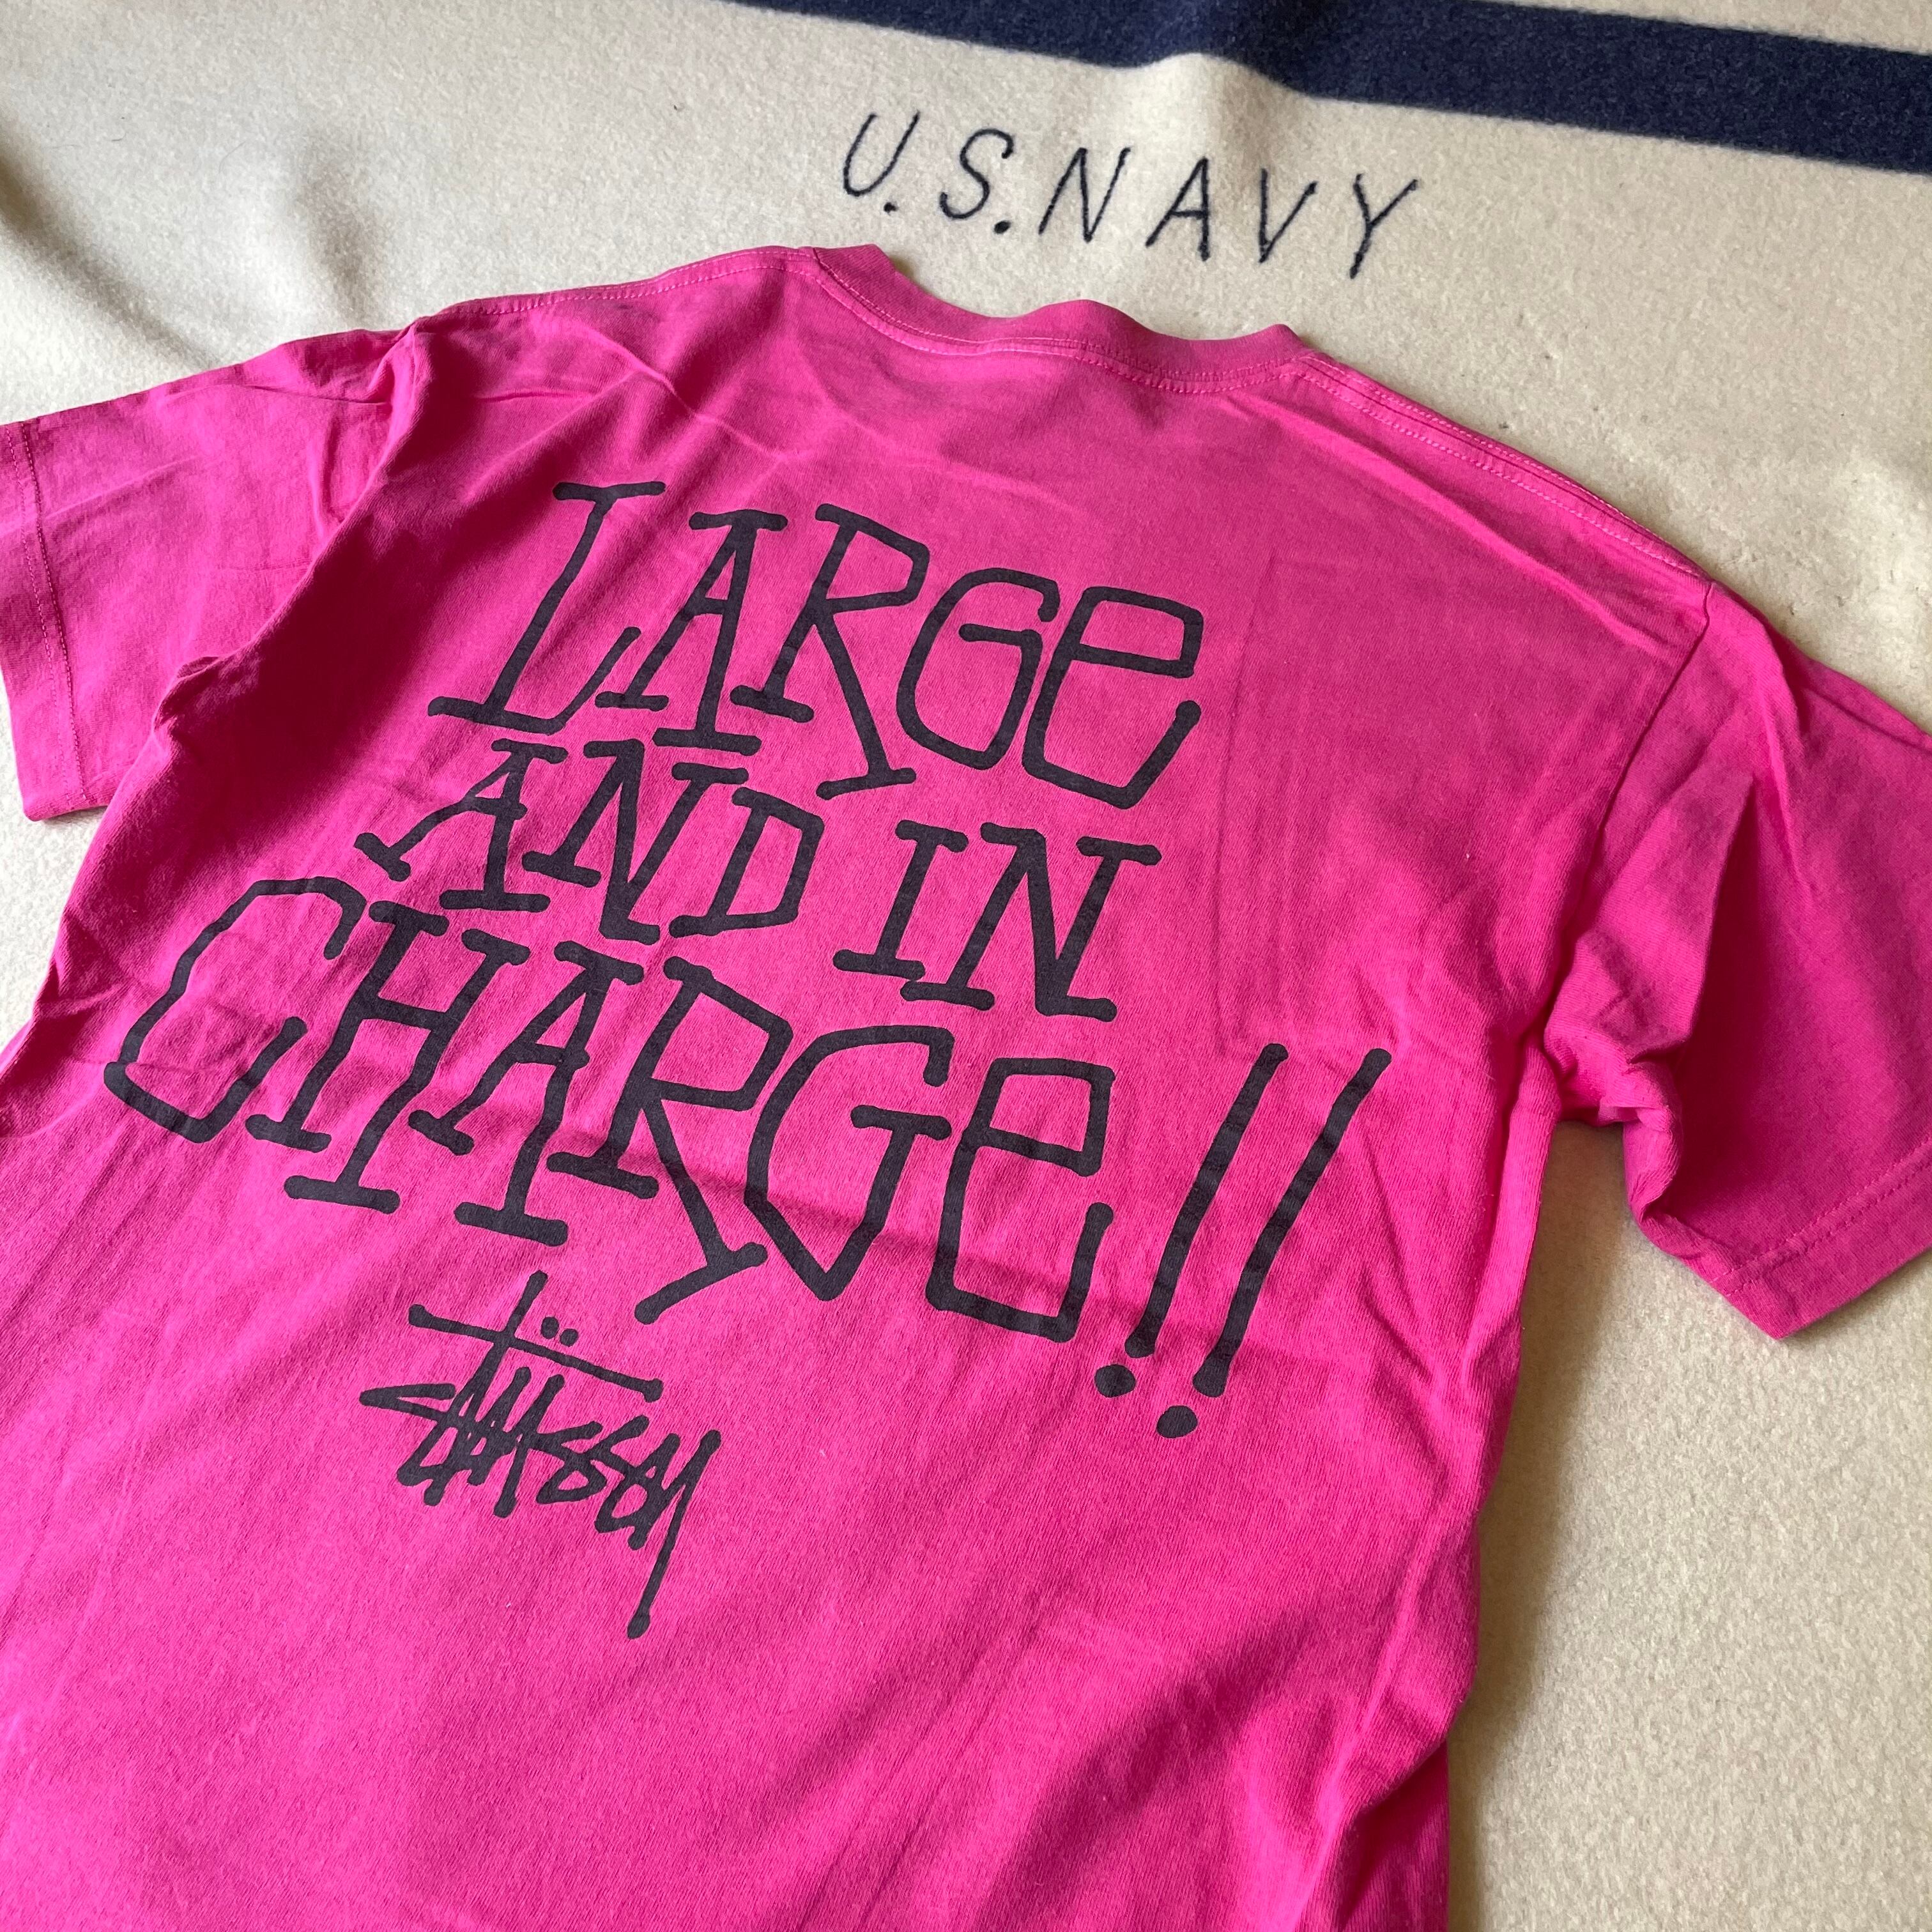 U.S.NAVY
LARGe
AND IN
CHARGe!!
Stüssy